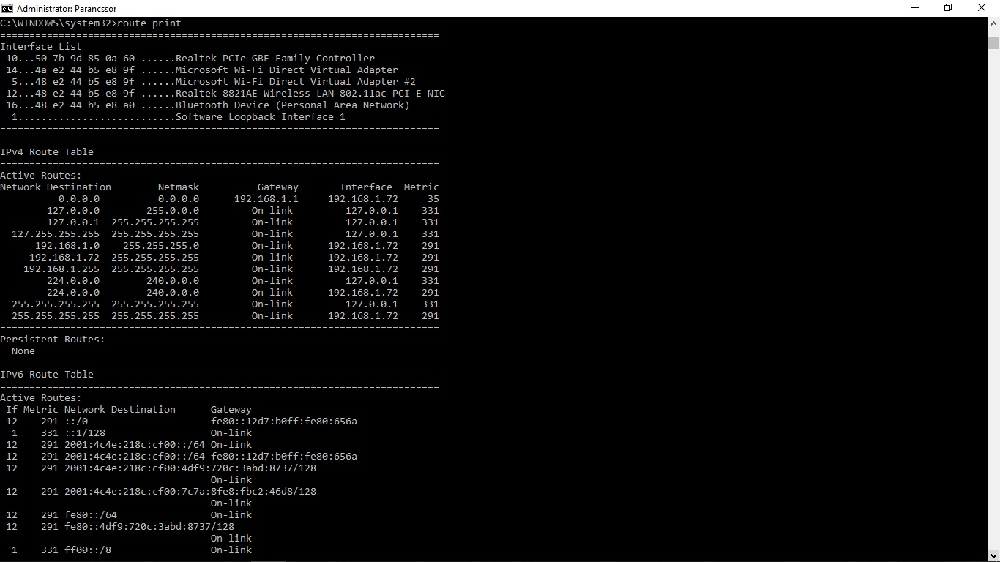 Administrator: Parancssor
C:\WINDOWS\system32>route print
===========================================================================
Interface List
 10...50 7b 9d 85 0a 60 ......Realtek PCIe GBE Family Controller
 14...4a e2 44 b5 e8 9f ......Microsoft Wi-Fi Direct Virtual Adapter
  5...48 e2 44 b5 e8 9f ......Microsoft Wi-Fi Direct Virtual Adapter #2
 12...48 e2 44 b5 e8 9f ......Realtek 8821AE Wireless LAN 802.11ac PCI-E NIC
 16...48 e2 44 b5 e8 a0 ......Bluetooth Device (Personal Area Network)
  1...........................Software Loopback Interface 1
===========================================================================

IPv4 Route Table
===========================================================================
Active Routes:
Network Destination        Netmask          Gateway       Interface  Metric
          0.0.0.0          0.0.0.0      192.168.1.1     192.168.1.72     35
        127.0.0.0        255.0.0.0         On-link         127.0.0.1    331
        127.0.0.1  255.255.255.255         On-link         127.0.0.1    331
  127.255.255.255  255.255.255.255         On-link         127.0.0.1    331
      192.168.1.0    255.255.255.0         On-link      192.168.1.72    291
     192.168.1.72  255.255.255.255         On-link      192.168.1.72    291
    192.168.1.255  255.255.255.255         On-link      192.168.1.72    291
        224.0.0.0        240.0.0.0         On-link         127.0.0.1    331
        224.0.0.0        240.0.0.0         On-link      192.168.1.72    291
  255.255.255.255  255.255.255.255         On-link         127.0.0.1    331
  255.255.255.255  255.255.255.255         On-link      192.168.1.72    291
===========================================================================
Persistent Routes:
  None

IPv6 Route Table
===========================================================================
Active Routes:
 If Metric Network Destination      Gateway
 12    291 ::/0                     fe80::12d7:b0ff:fe80:656a
  1    331 ::1/128                  On-link
 12    291 2001:4c4e:218c:cf00::/64 On-link
 12    291 2001:4c4e:218c:cf00::/64 fe80::12d7:b0ff:fe80:656a
 12    291 2001:4c4e:218c:cf00:4df9:720c:3abd:8737/128
                                    On-link
 12    291 2001:4c4e:218c:cf00:7c7a:8fe8:fbc2:46d8/128
                                    On-link
 12    291 fe80::/64                On-link
 12    291 fe80::4df9:720c:3abd:8737/128
                                    On-link
  1    331 ff00::/8                 On-link